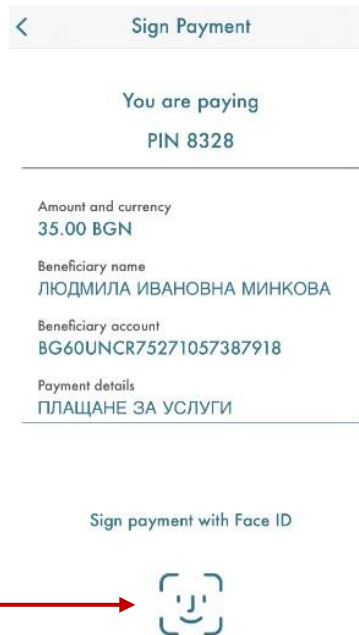 Sign Payment
You are paying
PIN 8328
Amount and currency
35.00 BGN
Beneficiary name
ЛЮДМИЛА ИВАНОВНА МИНКОВА
Beneficiary account
BG60UNCR75271057387918
Payment details
ПЛАЩАНЕ ЗА УСЛУГИ
Sign payment with Face ID